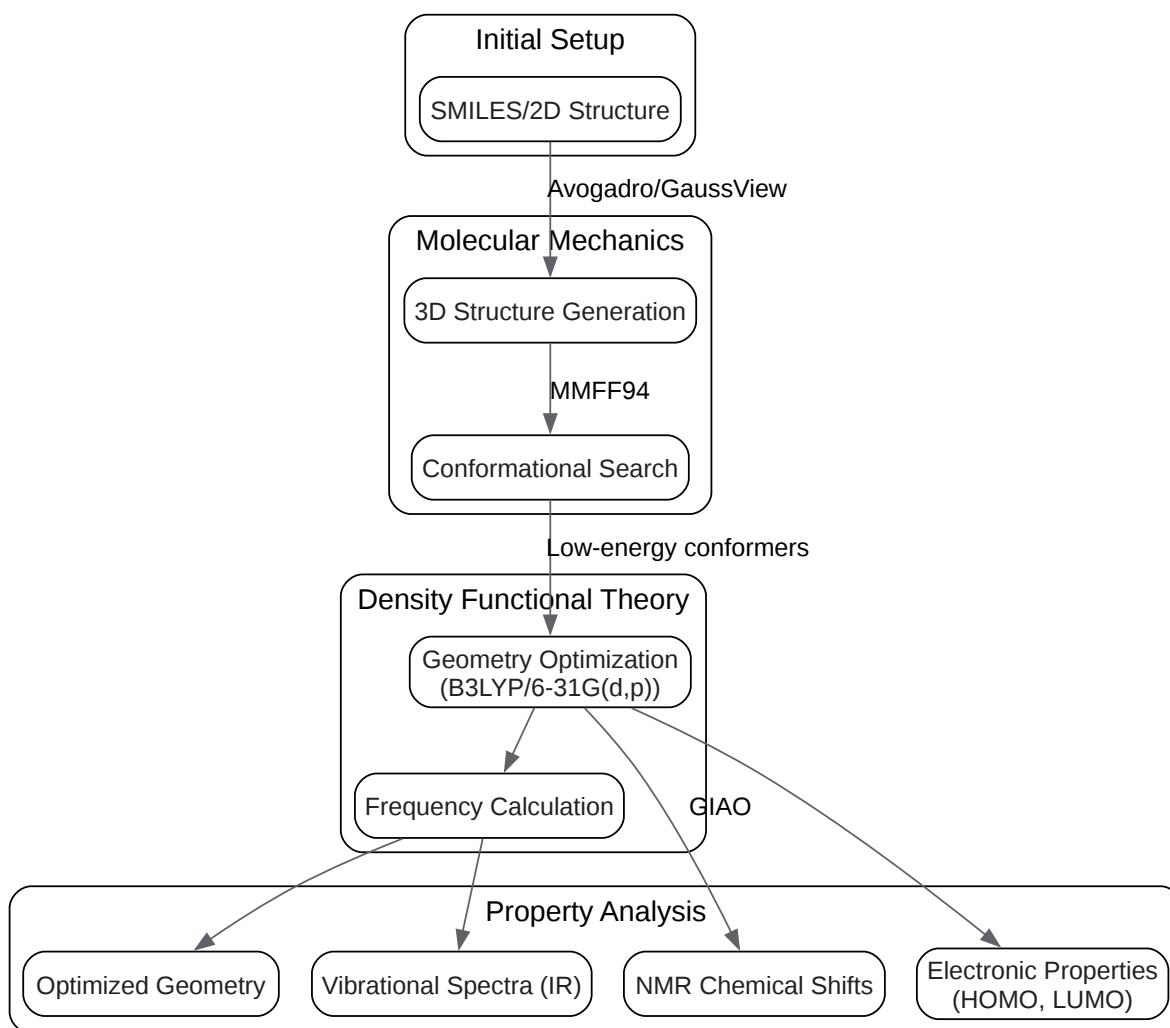 Initial Setup
SMILES/2D Structure
Avogadro/GaussView
Molecular Mechanics
3D Structure Generation
MMFF94
Conformational Search
Low-energy conformers
Density Functional Theory
Geometry Optimization
(B3LYP/6-31G(d,p))
Frequency Calculation
GIAO
Property Analysis
Optimized Geometry
Vibrational Spectra (IR)
NMR Chemical Shifts
Electronic Properties
(HOMO, LUMO)